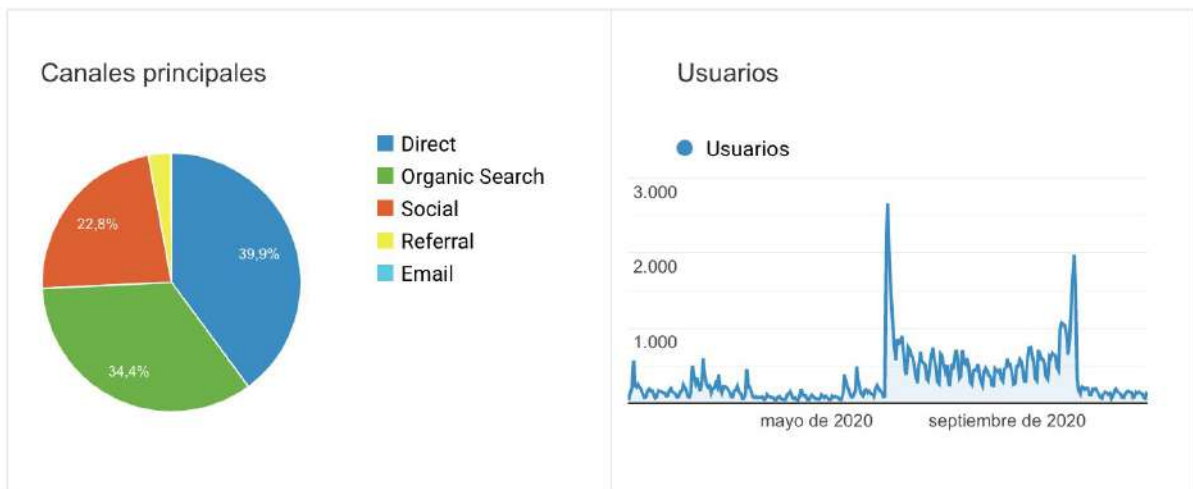 Canales principales
Direct
Organic Search
Social
Referral
Email
22,8%
39,9%
34,4%
Usuarios
Usuarios
3.000
2.000
1.000
mayo de 2020
septiembre de 2020